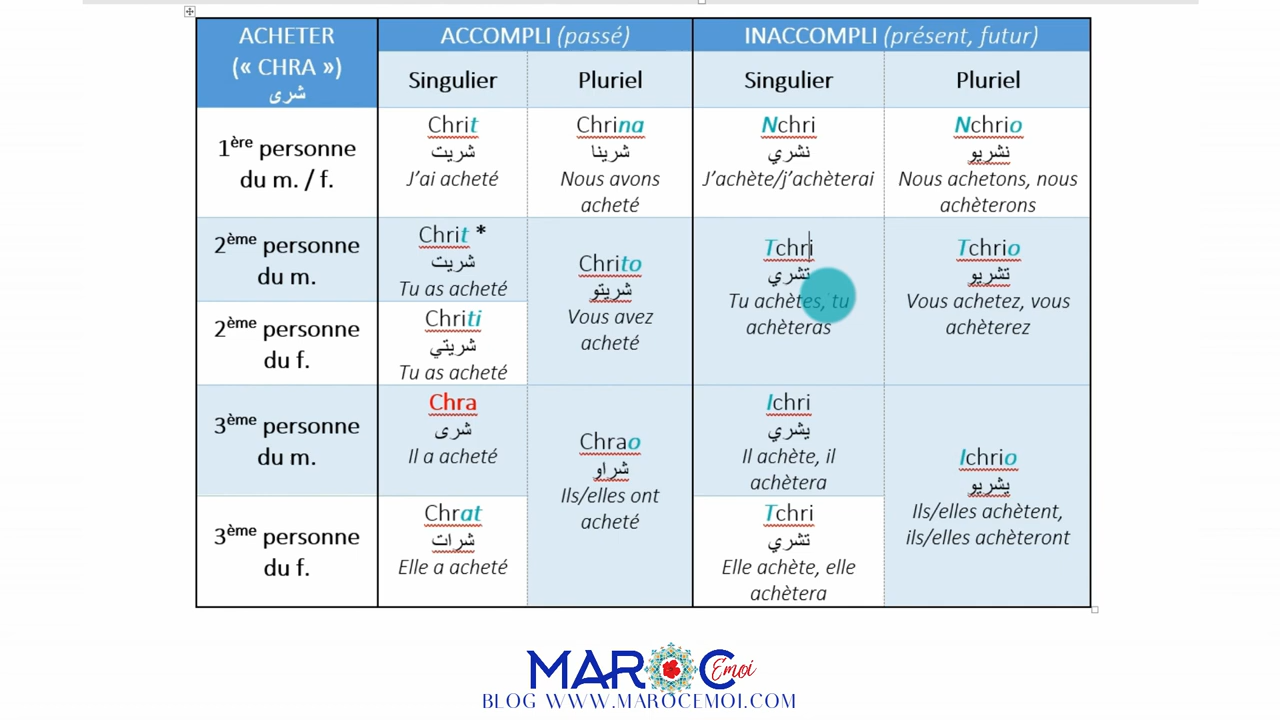 ACHETER
(« CHRA »)
شرى
ACCOMPLI (passé)
INACCOMPLI (présent, futur)
Singulier
Pluriel
Singulier
Pluriel
1ère personne
du m. / f.
Chrit
شريت
J'ai acheté
Chrina
شرينا
Nous avons
acheté
Nchri
نشري
J'achète/j'achèterai
Nchrio
نشريو
Nous achetons, nous
achèterons
2ème personne
du m.
Chrit *
شريت
Tu as acheté
Chrito
شريتو
Vous avez
acheté
Tchri
تشري
Tu achètes, tu
achèteras
Tchrio
تشريو
Vous achetez, vous
achèterez
2ème personne
du f.
Chriti
شريتي
Tu as acheté
3ème personne
du m.
Chra
شرى
Il a acheté
Chrao
شراو
Ils/elles ont
acheté
Ichri
يشري
Il achète, il
achètera
Ichrio
يشريو
Ils/elles achètent,
ils/elles achèteront
3ème personne
du f.
Chrat
شرات
Elle a acheté
Tchri
تشري
Elle achète, elle
achètera
MAROC Emoi
BLOG WWW.MAROCEMOI.COM